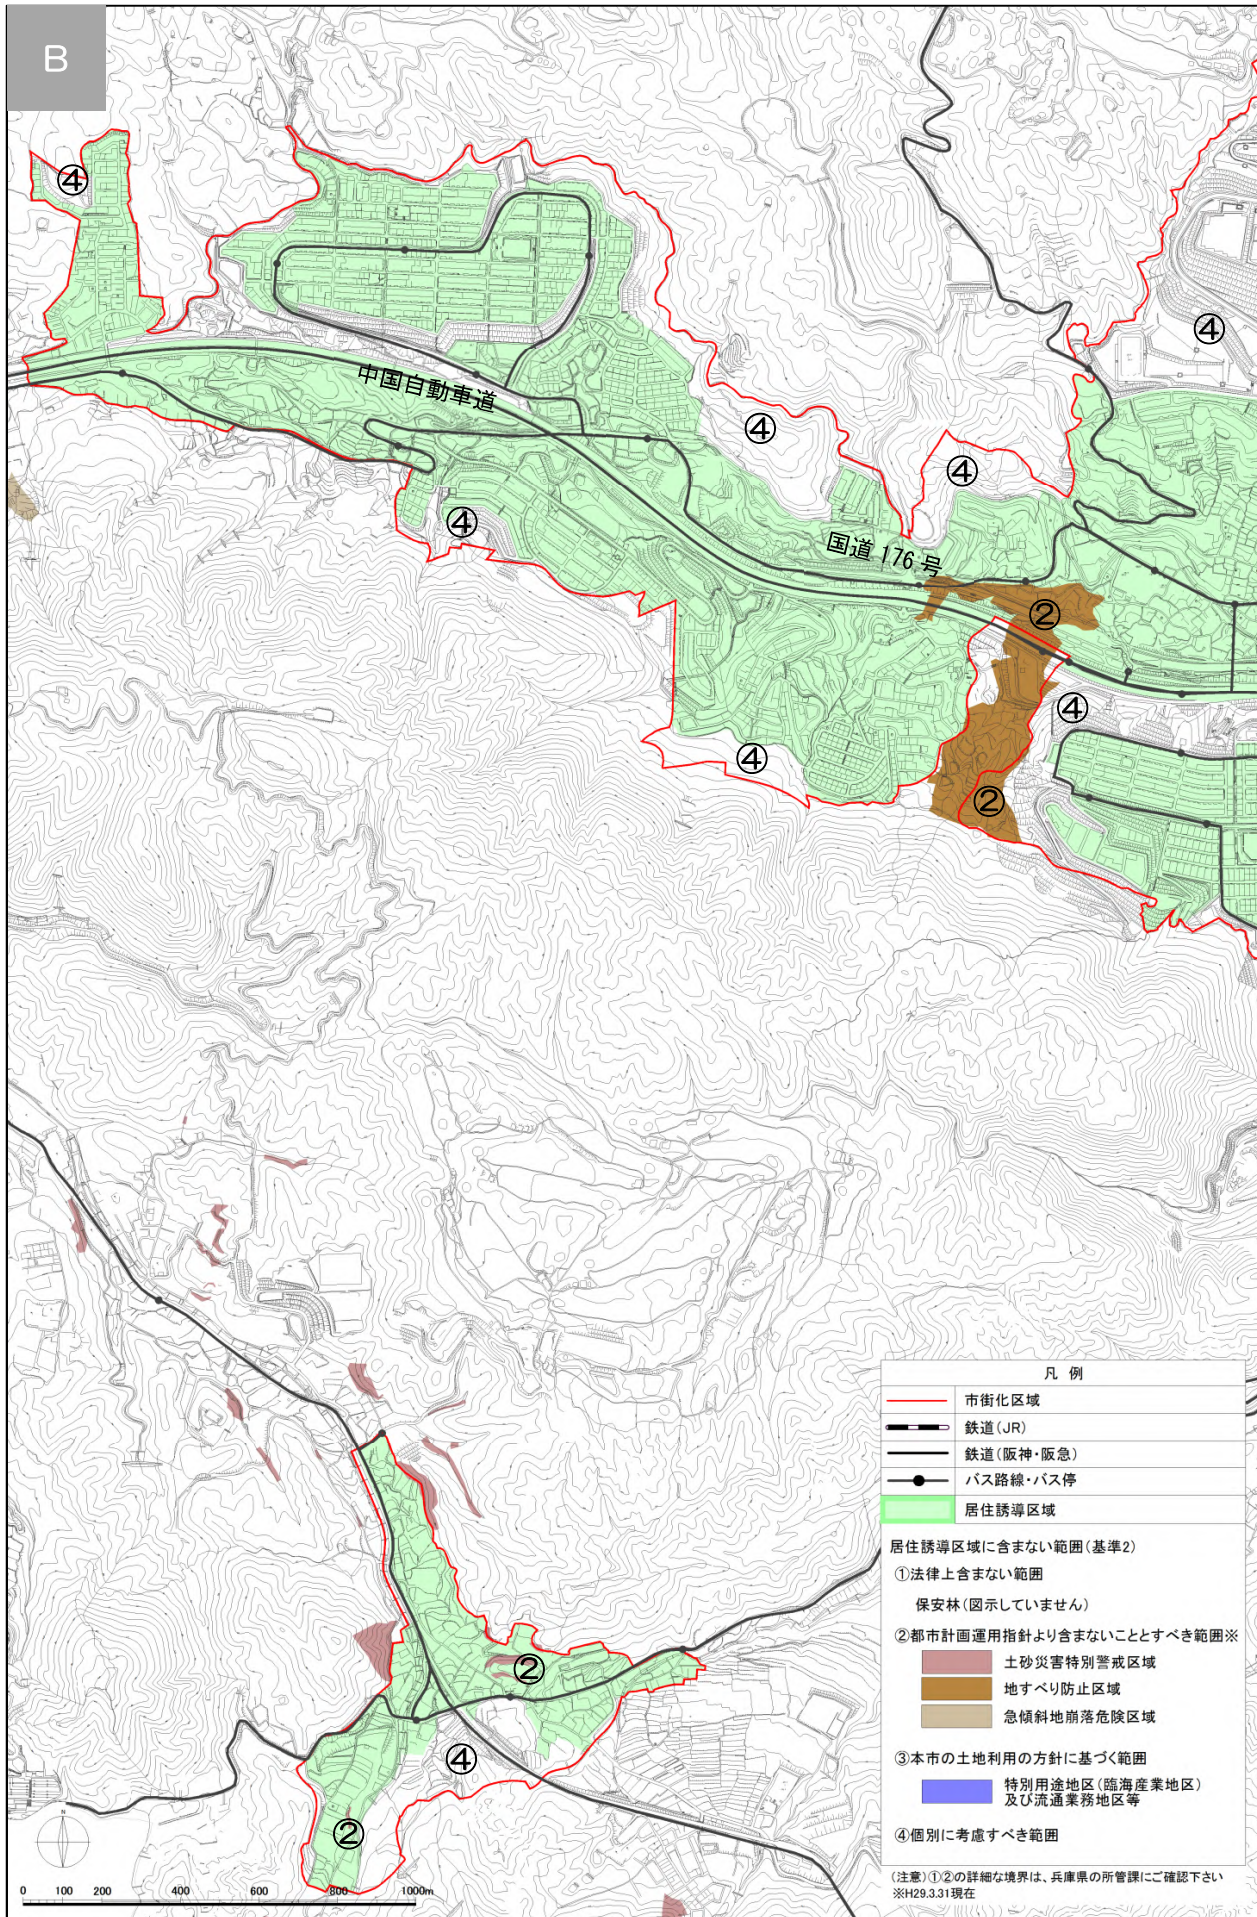 B
④
④
中国自動車道
④
④
④
国道 176 号
②
④
④
②
②
④
②
凡 例
市街化区域
鉄道(JR)
鉄道(阪神・阪急)
バス路線・バス停
居住誘導区域
居住誘導区域に含まない範囲(基準2)
①法律上含まない範囲
保安林(図示していません)
②都市計画運用指針より含まないこととすべき範囲※
土砂災害特別警戒区域
地すべり防止区域
急傾斜地崩落危険区域
③本市の土地利用の方針に基づく範囲
特別用途地区(臨海産業地区)
及び流通業務地区等
④個別に考慮すべき範囲
(注意)①②の詳細な境界は、兵庫県の所管課にご確認下さい
※H29.3.31現在
N
0 100 200 400 600 800 1000m